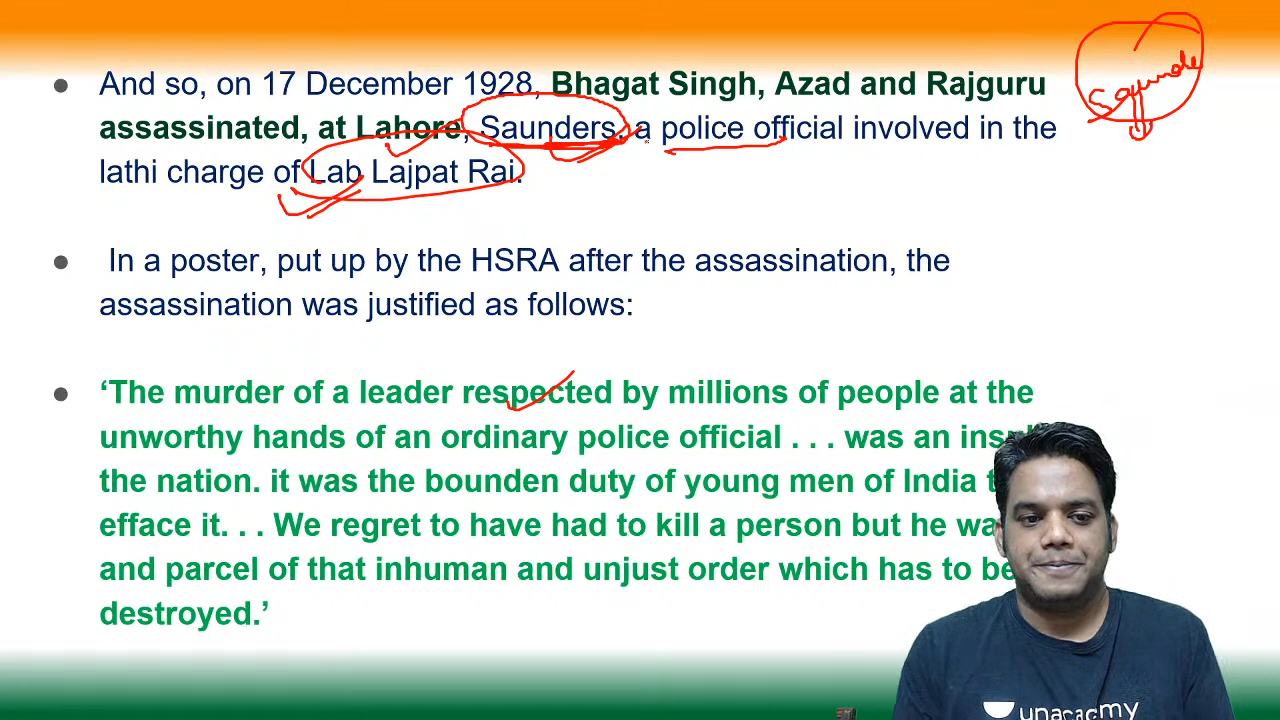 And so, on 17 December 1928, Bhagat Singh, Azad and Rajguru
assassinated, at Lahore, Saunders, a police official involved in the
lathi charge of Lab Lajpat Rai.
In a poster, put up by the HSRA after the assassination, the
assassination was justified as follows:
‘The murder of a leader respected by millions of people at the
unworthy hands of an ordinary police official . . . was an
the nation. it was the bounden duty of young men of India
efface it. . . We regret to have had to kill a person but he
and parcel of that inhuman and unjust order which has to be
destroyed.’
unacademy